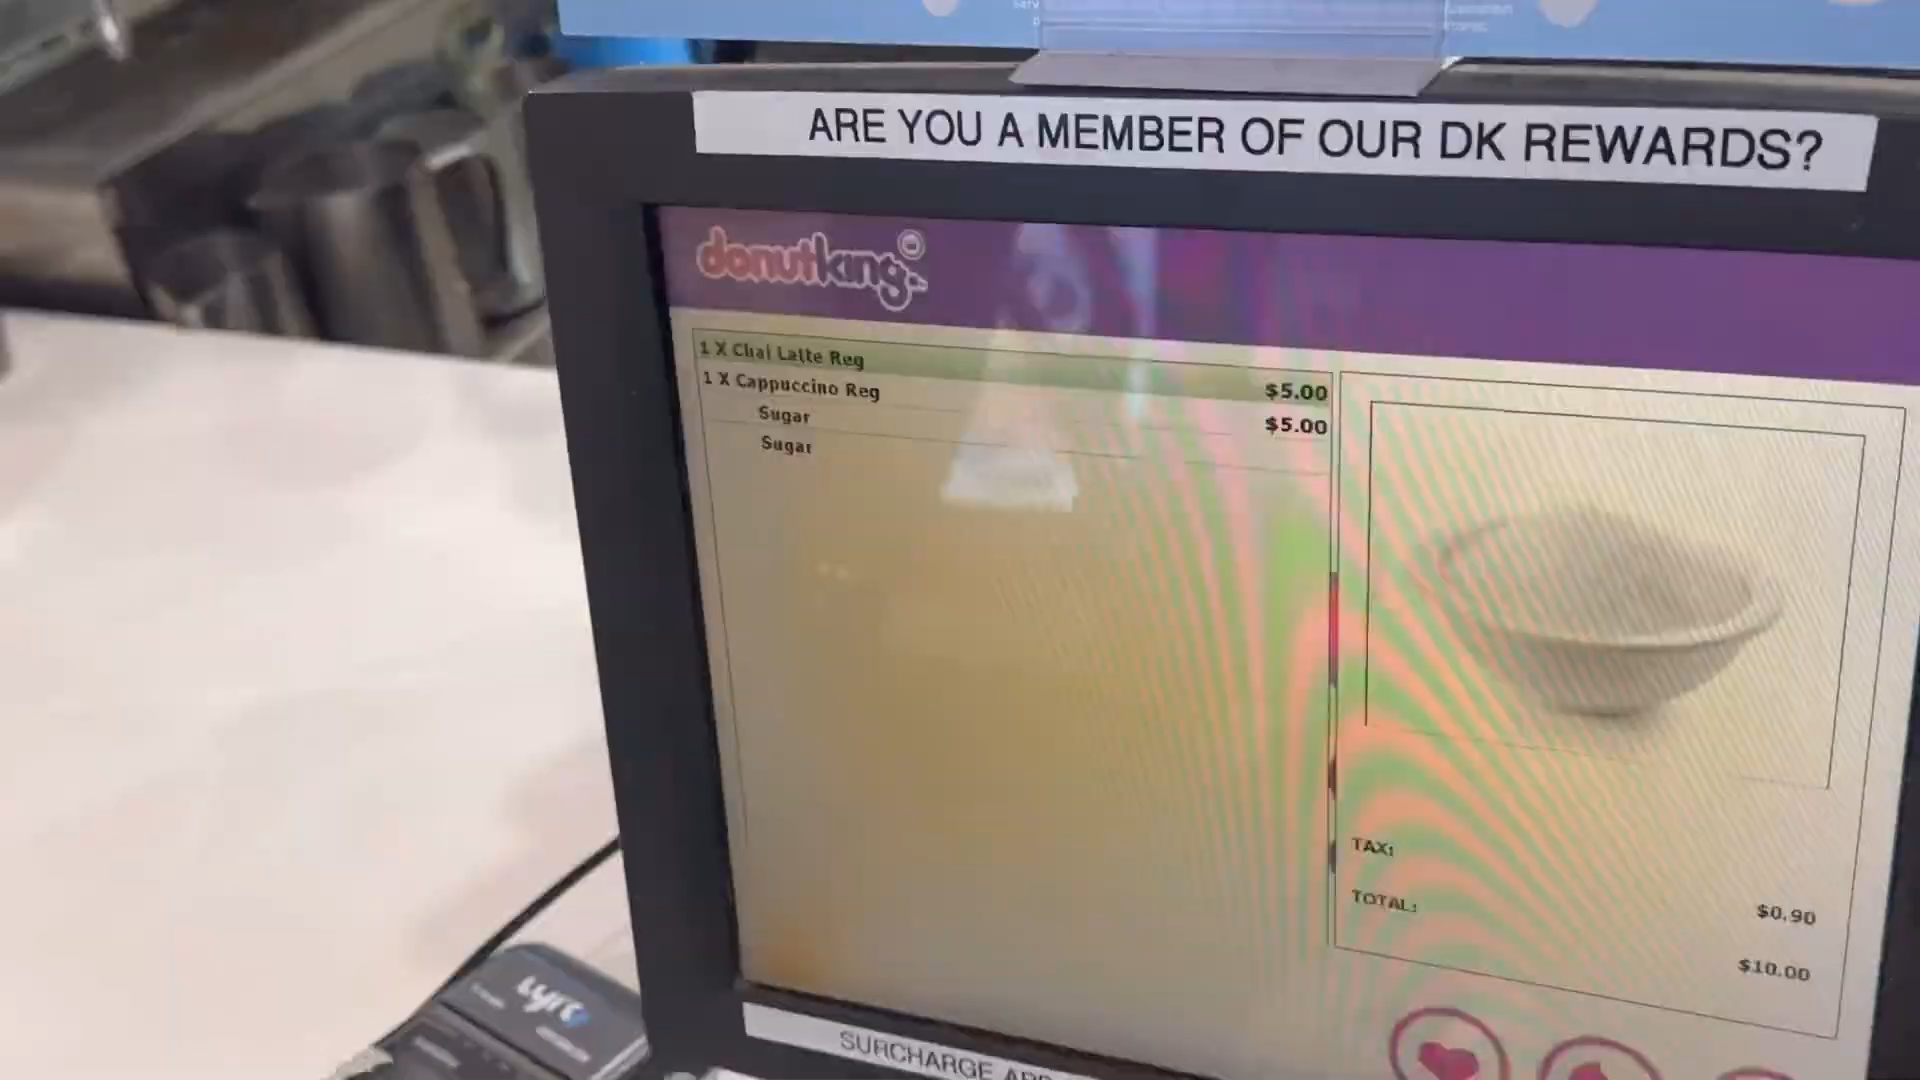 ARE YOU A MEMBER OF OUR DK REWARDS?
donutking
1 X Chai Latte Reg $5.00
1 X Cappuccino Reg $5.00
Sugar
Sugar
TAX: $0.90
TOTAL: $10.00
SURCHARGE